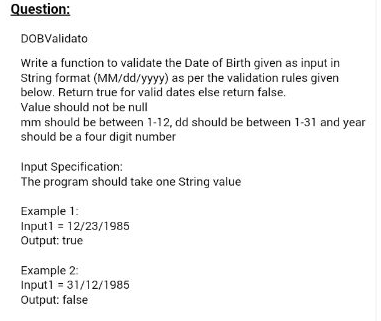 Question:
DOBValidato
Write a function to validate the Date of Birth given as input in
String format (MM/dd/yyyy) as per the validation rules given
below. Return true for valid dates else return false.
Value should not be null
mm should be between 1-12, dd should be between 1-31 and year
should be a four digit number
Input Specification:
The program should take one String value
Example 1:
Input1 = 12/23/1985
Output: true
Example 2:
Input1 = 31/12/1985
Output: false